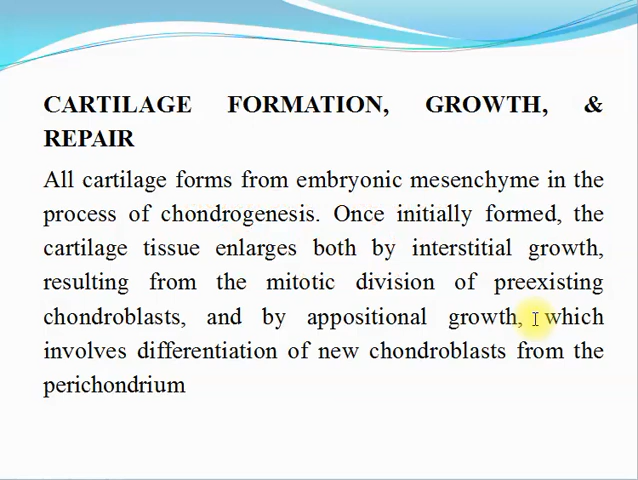 CARTILAGE FORMATION, GROWTH, &
REPAIR
All cartilage forms from embryonic mesenchyme in the
process of chondrogenesis. Once initially formed, the
cartilage tissue enlarges both by interstitial growth,
resulting from the mitotic division of preexisting
chondroblasts, and by appositional growth, which
involves differentiation of new chondroblasts from the
perichondrium